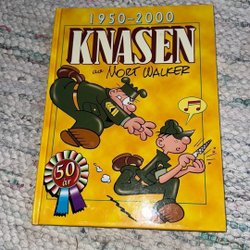 1950-2000
KNASEN
av MORT WALKER
50
år